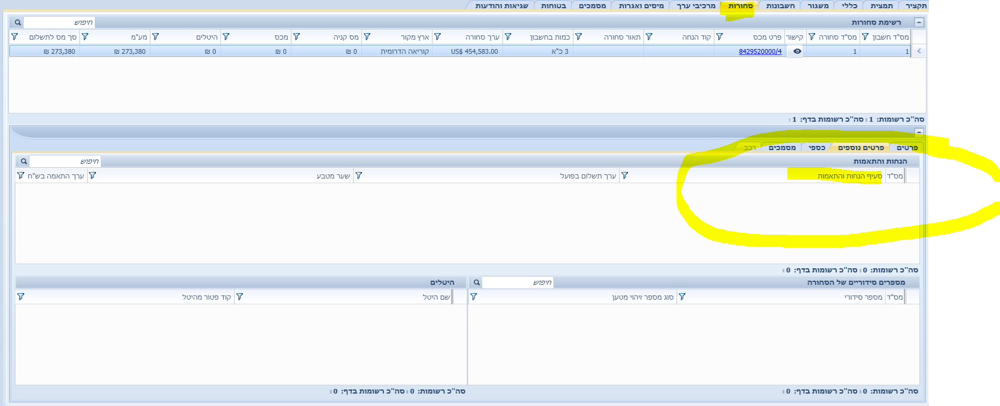 תקציר תמצית כללי משגור חשבונות סחורות מרכיבי ערך מיסים ואגרות מסמכים בטוחות שגיאות והודעות
רשימת סחורות חיפוש
מס"ד חשבון מס"ד סחורה קישור פרט מכס קוד הנחה תאור סחורה כמות בחשבון ערך סחורה ארץ מקור מס קניה מכס היטלים מע"מ סך מס לתשלום
1 1 8429520000/4 3 כ"א US$ 454,583.00 קוריאה הדרומית 0 ₪ 0 ₪ 0 ₪ 273,380 ₪ 273,380 ₪
סה"כ רשומות: 1 סה"כ רשומות בדף: 1
פרטים פרטים נוספים כספי מסמכים רכב
הנחות והתאמות חיפוש
מס"ד סעיף הנחות והתאמות ערך תשלום בפועל שער מטבע ערך התאמה בש"ח
סה"כ רשומות: 0 סה"כ רשומות בדף: 0
מספרים סידוריים של הסחורה חיפוש
מס"ד מספר סידורי סוג מספר זיהוי מטען
סה"כ רשומות: 0 סה"כ רשומות בדף: 0
היטלים
שם היטל קוד פטור מהיטל
סה"כ רשומות: 0 סה"כ רשומות בדף: 0